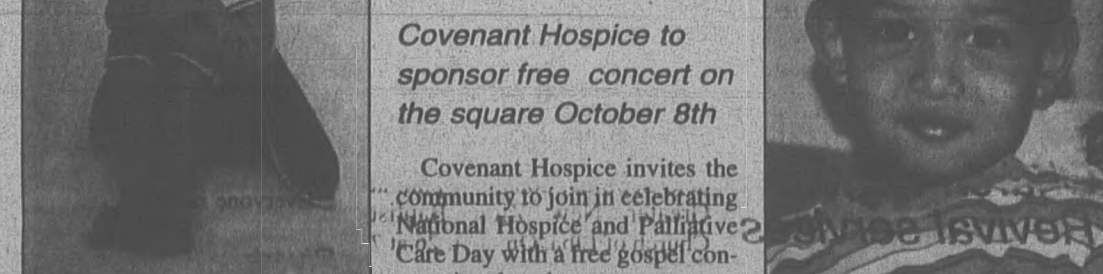 Covenant Hospice to
sponsor free concert on
the square October 8th
Covenant Hospice invites the
community to join in celebrating
National Hospice and Palliative
Care Day with a free gospel con-